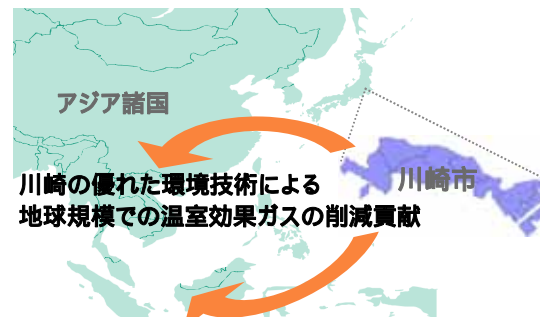 アジア諸国
川崎市
川崎の優れた環境技術による
地球規模での温室効果ガスの削減貢献